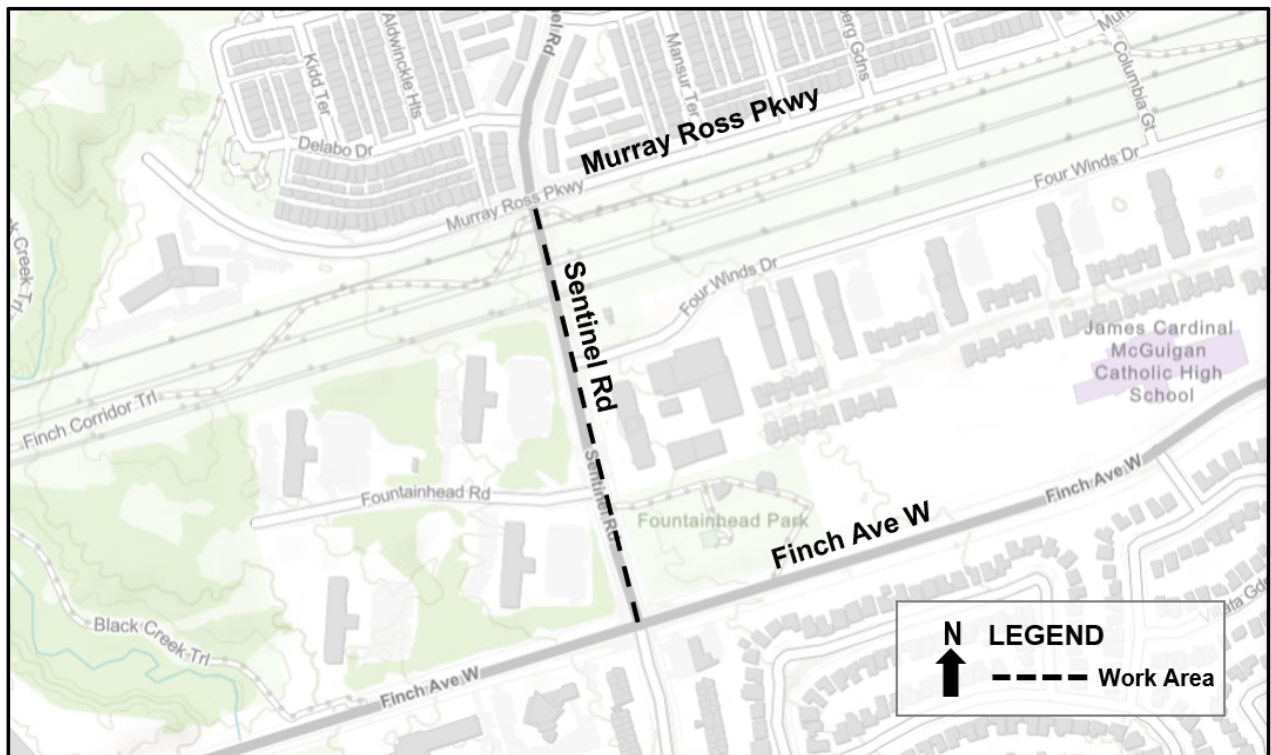 Kidd Ter
Aldwinckle Hts
Mansur Ter
Columbia Gt
Delabo Dr
Murray Ross Pkwy
Murray Ross Pkwy
Four Winds Dr
Four Winds Dr
Sentinel Rd
Sentinel Rd
James Cardinal
McGuigan
Catholic High
School
Finch Corridor Trl
Fountainhead Rd
Fountainhead Park
Finch Ave W
Finch Ave W
Black Creek Trl
Finch Ave W
N LEGEND
Work Area